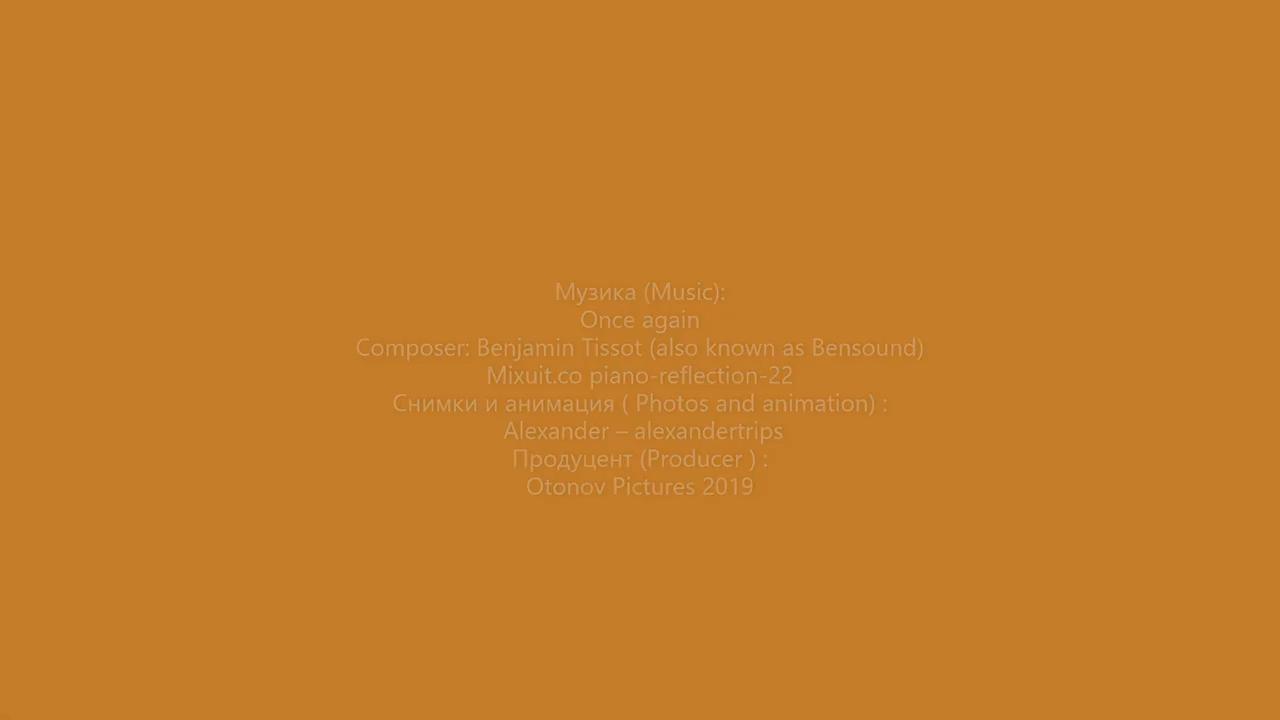 Музика (Music):
Once again
Composer: Benjamin Tissot (also known as Bensound)
Mixuit.co piano-reflection-22
Снимки и анимация ( Photos and animation) :
Alexander – alexandertrips
Продуцент (Producer ) :
Otonov Pictures 2019